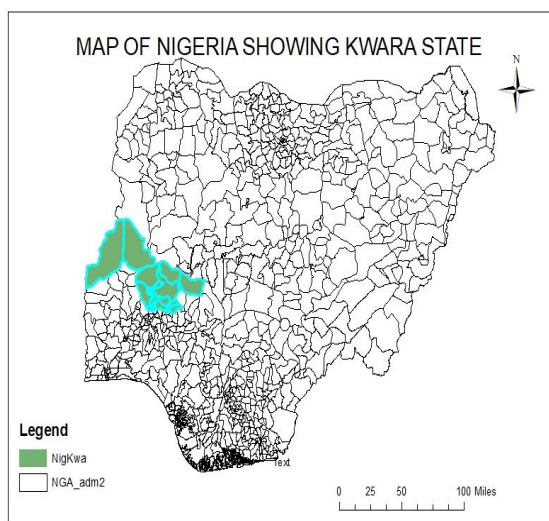 MAP OF NIGERIA SHOWING KWARA STATE
N
Text
Legend
NigKwa
NGA_adm2
0 25 50 100 Miles